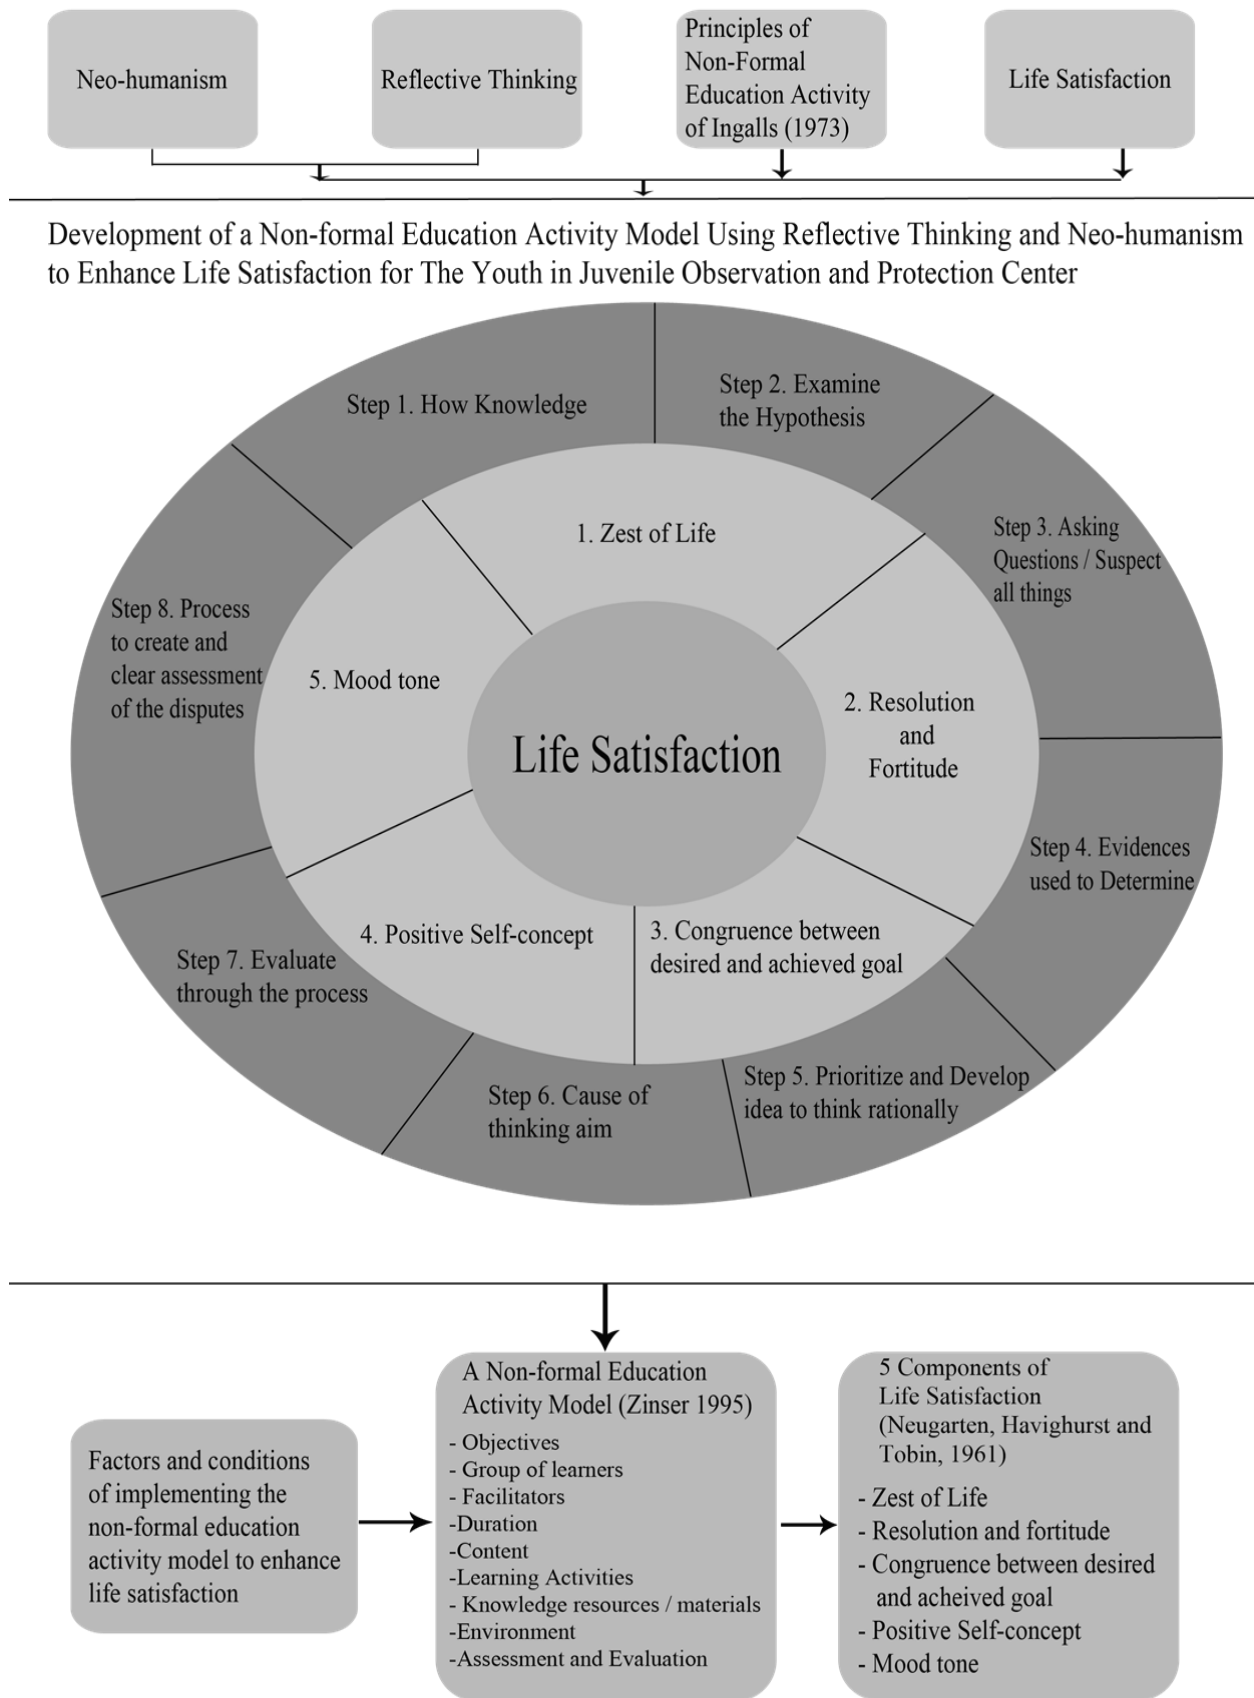 Neo-humanism
Reflective Thinking
Principles of
Non-Formal
Education Activity
of Ingalls (1973)
Life Satisfaction
Development of a Non-formal Education Activity Model Using Reflective Thinking and Neo-humanism
to Enhance Life Satisfaction for The Youth in Juvenile Observation and Protection Center
Step 1. How Knowledge
Step 2. Examine
the Hypothesis
Step 3. Asking
Questions / Suspect
all things
Step 4. Evidences
used to Determine
Step 5. Prioritize and Develop
idea to think rationally
Step 6. Cause of
thinking aim
Step 7. Evaluate
through the process
Step 8. Process
to create and
clear assessment
of the disputes
1. Zest of Life
2. Resolution
and
Fortitude
3. Congruence between
desired and achieved goal
4. Positive Self-concept
5. Mood tone
Life Satisfaction
Factors and conditions
of implementing the
non-formal education
activity model to enhance
life satisfaction
A Non-formal Education
Activity Model (Zinser 1995)
- Objectives
- Group of learners
- Facilitators
-Duration
-Content
-Learning Activities
- Knowledge resources / materials
-Environment
-Assessment and Evaluation
5 Components of
Life Satisfaction
(Neugarten, Havighurst and
Tobin, 1961)
- Zest of Life
- Resolution and fortitude
- Congruence between desired
and acheived goal
- Positive Self-concept
- Mood tone